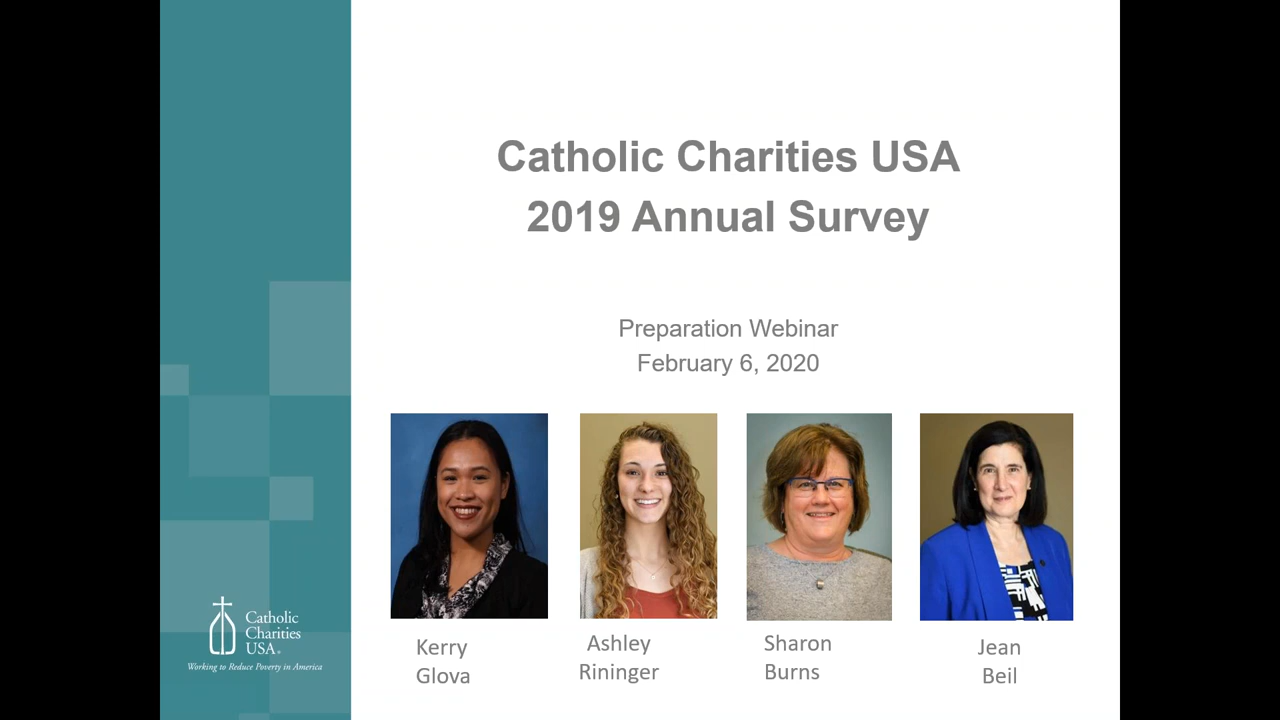 Catholic Charities USA
2019 Annual Survey
Preparation Webinar
February 6, 2020
Kerry
Glova
Ashley
Rininger
Sharon
Burns
Jean
Beil
Catholic
Charities
USA®
Working to Reduce Poverty in America